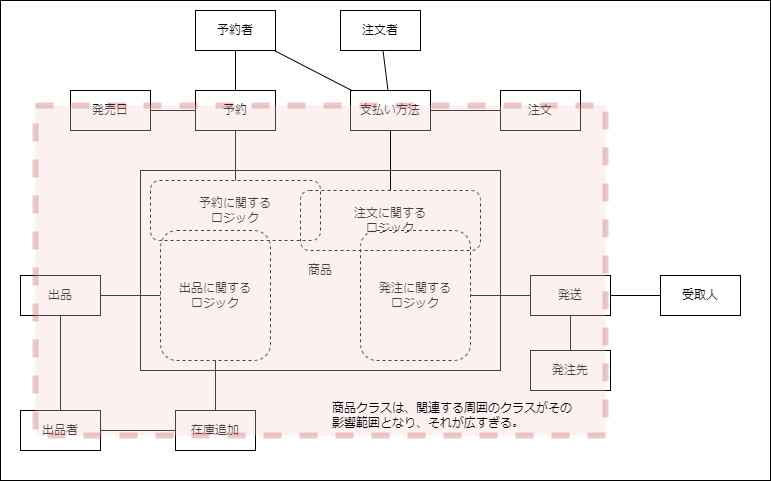 予約者
注文者
発売日
予約
支払い方法
注文
予約に関する
ロジック
注文に関する
ロジック
商品
出品
出品に関する
ロジック
発注に関する
ロジック
発送
受取人
発注先
商品クラスは、関連する周囲のクラスがその
影響範囲となり、それが広すぎる。
出品者
在庫追加